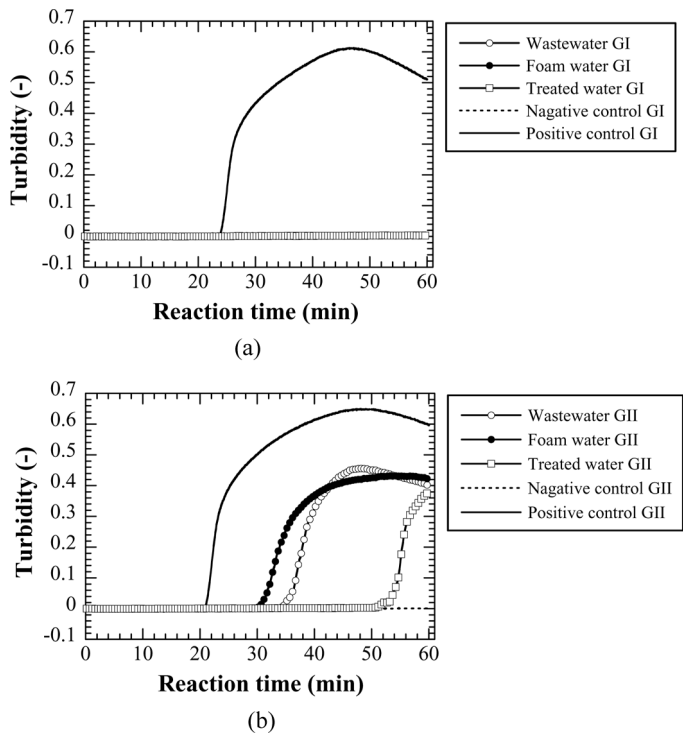 0.7
0.6
0.5
0.4
0.3
0.2
0.1
0
-0.1
Turbidity (-)
0 10 20 30 40 50 60
Reaction time (min)
Wastewater GI
Foam water GI
Treated water GI
Nagative control GI
Positive control GI
(a)
0.7
0.6
0.5
0.4
0.3
0.2
0.1
0
-0.1
Turbidity (-)
0 10 20 30 40 50 60
Reaction time (min)
Wastewater GII
Foam water GII
Treated water GII
Nagative control GII
Positive control GII
(b)